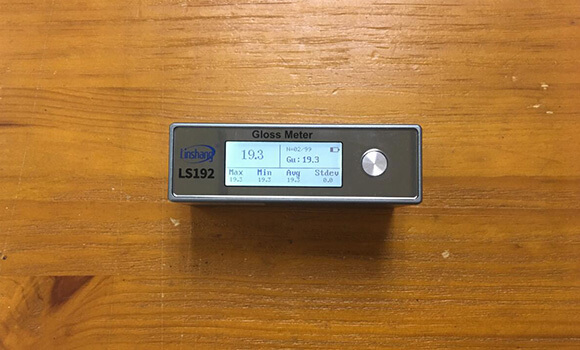 Gloss Meter
Linshang
LS192
19.3
N=02/99
Gu:19.3
Max Min Avg Stdev
19.3 19.3 19.3 0.0